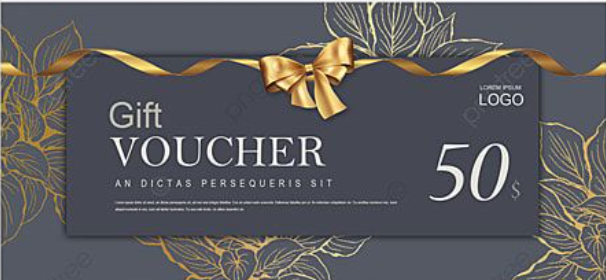 LOREM IPSUM
LOGO
Gift
VOUCHER
AN DICTAS PERSEQUERIS SIT
50$